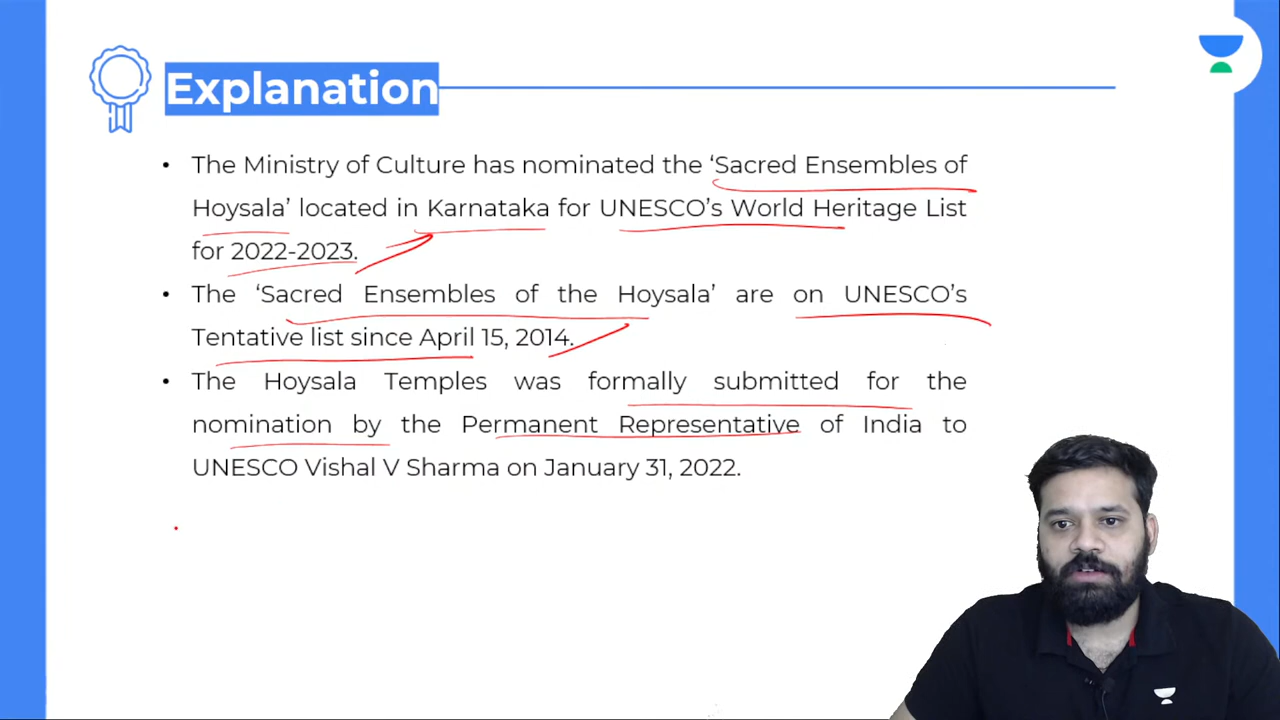 Explanation
• The Ministry of Culture has nominated the ‘Sacred Ensembles of
Hoysala’ located in Karnataka for UNESCO’s World Heritage List
for 2022-2023.
• The ‘Sacred Ensembles of the Hoysala’ are on UNESCO’s
Tentative list since April 15, 2014.
• The Hoysala Temples was formally submitted for the
nomination by the Permanent Representative of India to
UNESCO Vishal V Sharma on January 31, 2022.